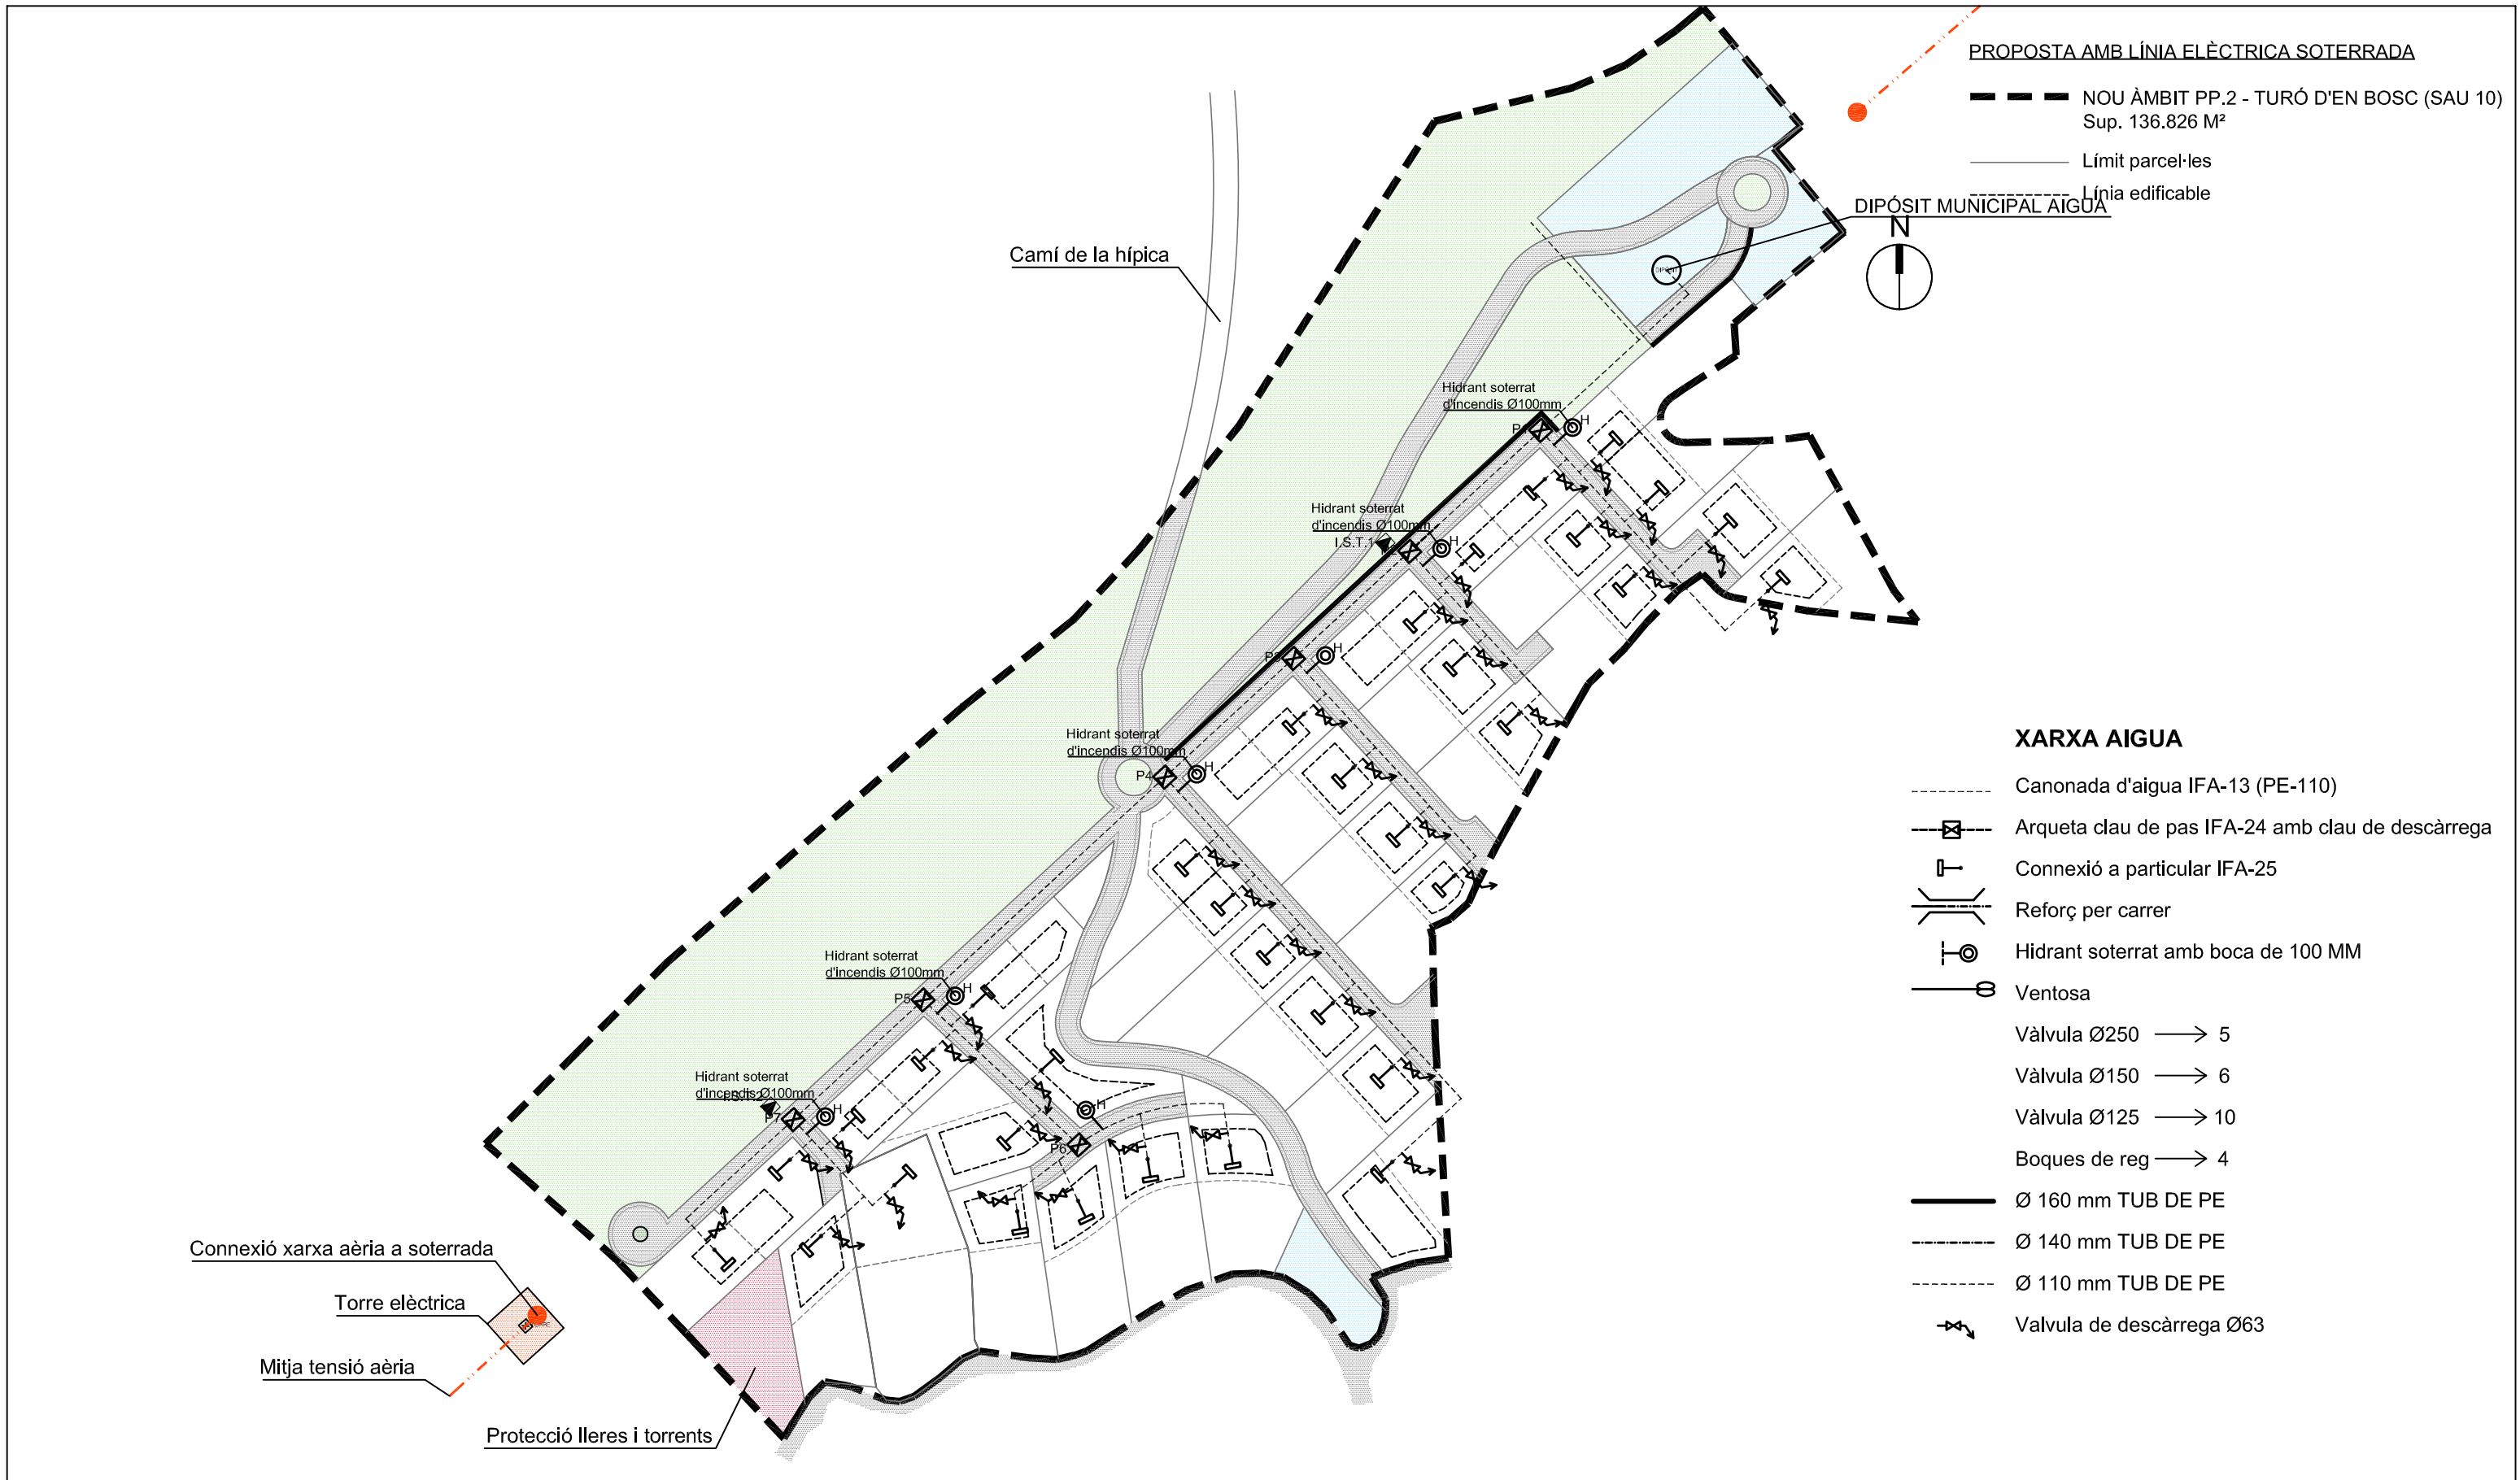 PROPOSTA AMB LÍNIA ELÈCTRICA SOTERRADA
NOU ÀMBIT PP.2 - TURÓ D'EN BOSC (SAU 10)
Sup. 136.826 M²
Límit parcel·les
Línia edificable
DIPÓSIT MUNICIPAL AIGUA
N
Camí de la hípica
Hidrant soterrat
d'incendis Ø100mm
H
Hidrant soterrat
d'incendis Ø100mm
I.S.T.1
H
P3
H
Hidrant soterrat
d'incendis Ø100mm
P4
H
Hidrant soterrat
d'incendis Ø100mm
P5
H
Hidrant soterrat
d'incendis Ø100mm
P7
H
P6
H
Connexió xarxa aèria a soterrada
Torre elèctrica
Mitja tensió aèria
Protecció lleres i torrents
XARXA AIGUA
Canonada d'aigua IFA-13 (PE-110)
Arqueta clau de pas IFA-24 amb clau de descàrrega
Connexió a particular IFA-25
Reforç per carrer
Hidrant soterrat amb boca de 100 MM
Ventosa
Vàlvula Ø250 → 5
Vàlvula Ø150 → 6
Vàlvula Ø125 → 10
Boques de reg → 4
Ø 160 mm TUB DE PE
Ø 140 mm TUB DE PE
Ø 110 mm TUB DE PE
Valvula de descàrrega Ø63